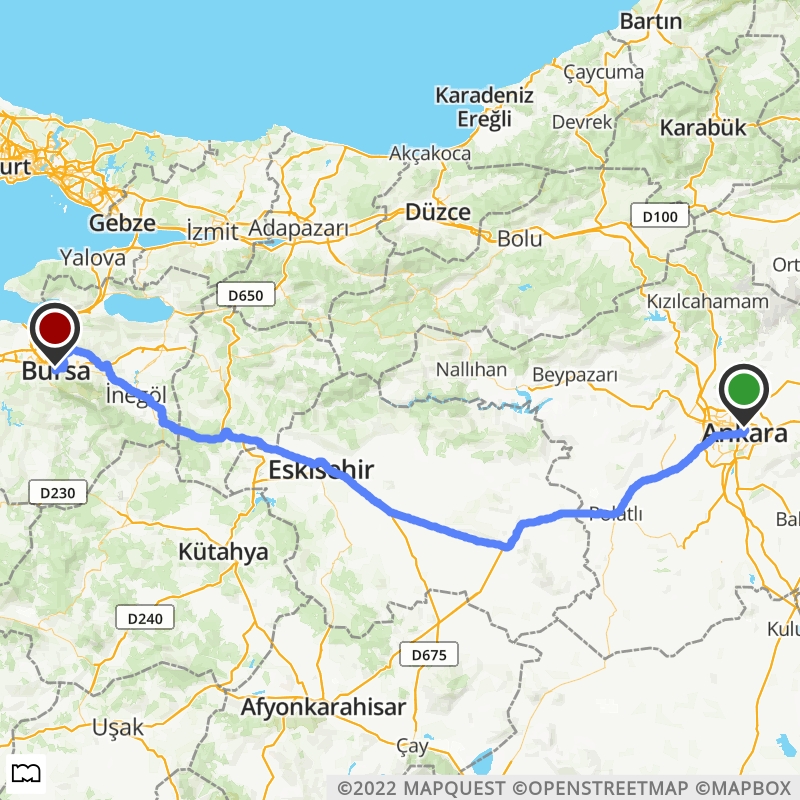 Bartın
Çaycuma
Karadeniz
Ereğli
Devrek
Karabük
urt
Akçakoca
Gebze
İzmit
Adapazarı
Düzce
D100
Bolu
Yalova
Ort
D650
Kızılcahamam
Bursa
Nallıhan
Beypazarı
İnegöl
Ankara
Eskişehir
D230
Polatlı
Bal
Kütahya
D240
Kulu
D675
Afyonkarahisar
Uşak
Çay
©2022 MAPQUEST ©OPENSTREETMAP ©MAPBOX